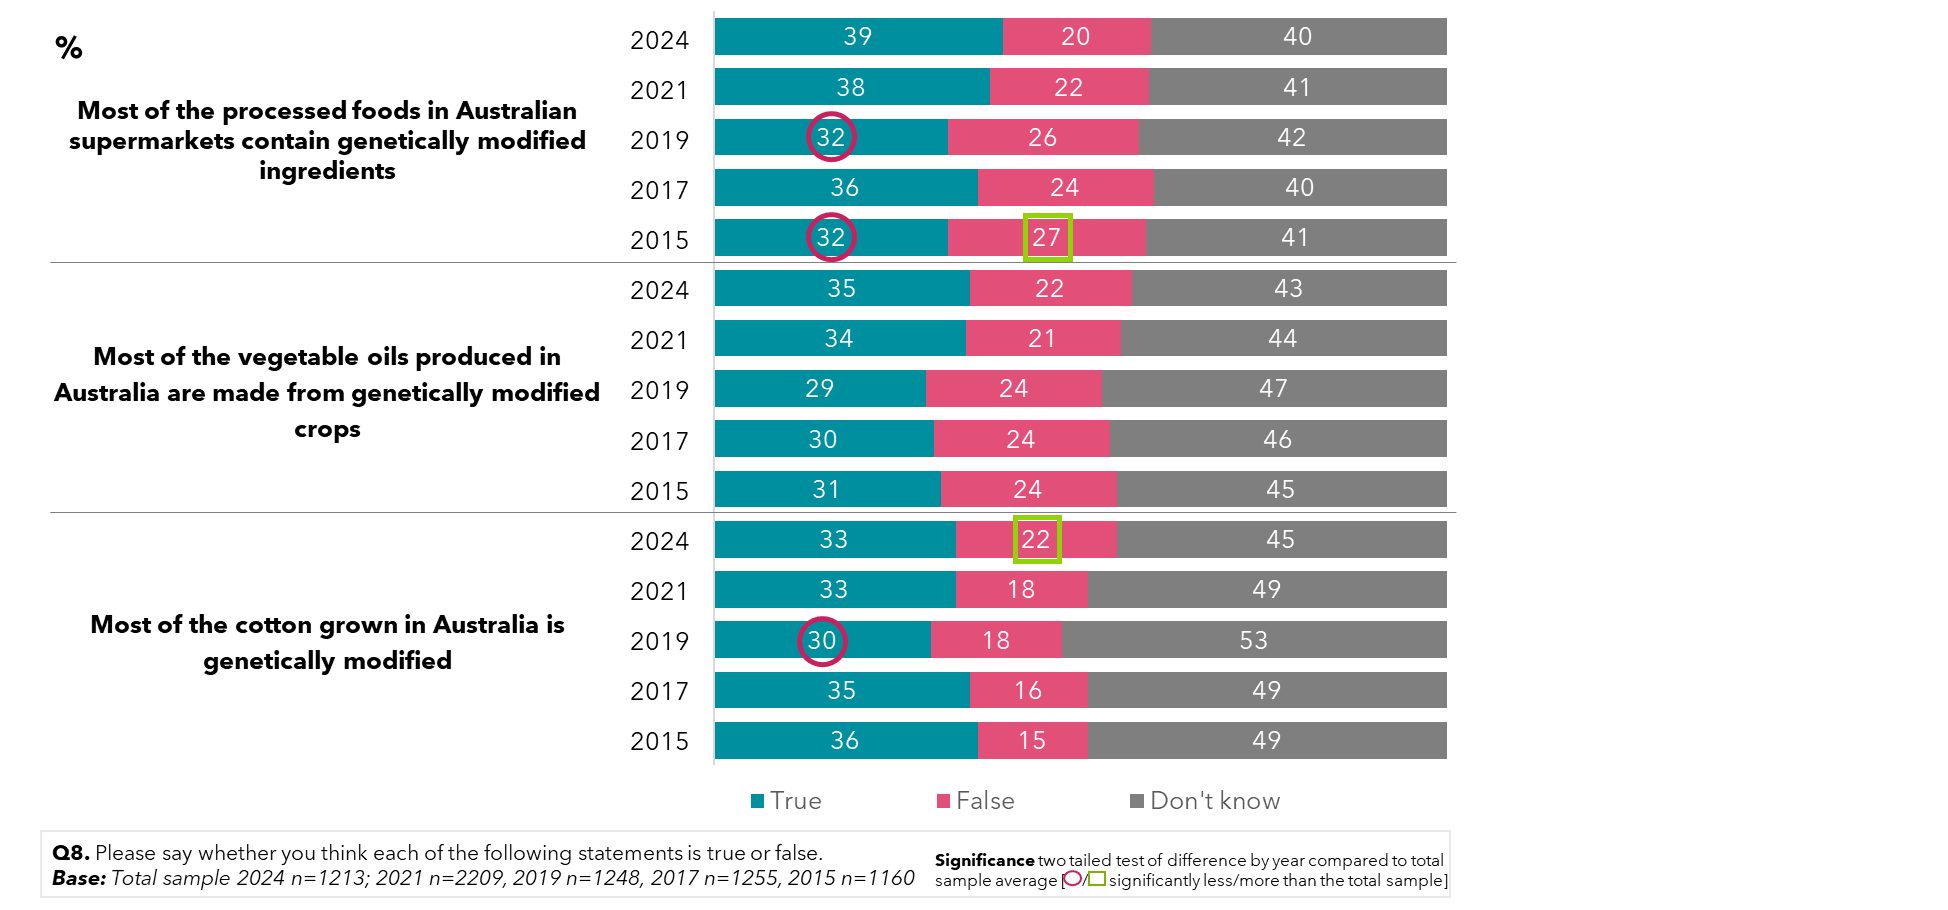 %
Most of the processed foods in Australian
supermarkets contain genetically modified
ingredients
2024 39 20 40
2021 38 22 41
2019 32 26 42
2017 36 24 40
2015 32 27 41
Most of the vegetable oils produced in
Australia are made from genetically modified
crops
2024 35 22 43
2021 34 21 44
2019 29 24 47
2017 30 24 46
2015 31 24 45
Most of the cotton grown in Australia is
genetically modified
2024 33 22 45
2021 33 18 49
2019 30 18 53
2017 35 16 49
2015 36 15 49
True False Don't know
Q8. Please say whether you think each of the following statements is true or false.
Base: Total sample 2024 n=1213; 2021 n=2209, 2019 n=1248, 2017 n=1255, 2015 n=1160
Significance two tailed test of difference by year compared to total
sample average [ / significantly less/more than the total sample]